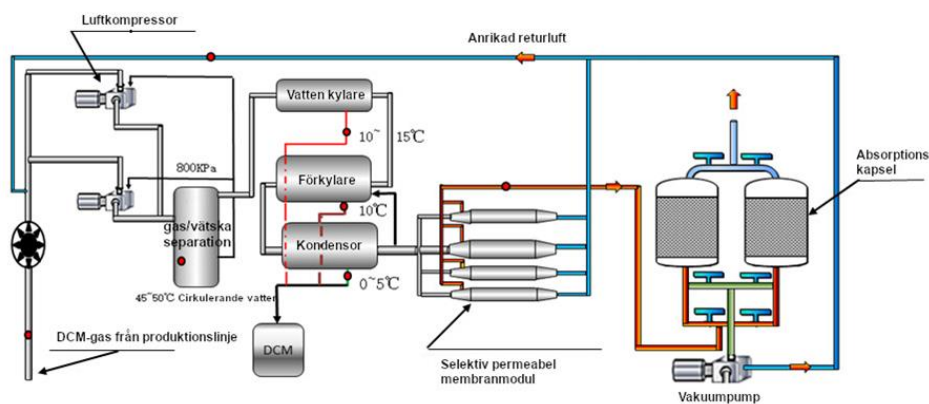 Luftkompressor
Anrikad returluft
Vatten kylare
10~ 15℃
800KPa
Förkylare
10℃
gas/vätska
separation
Kondensor
0~5℃
45~50℃ Cirkulerande vatten
DCM
DCM-gas från produktionslinje
Selektiv permeabel
membranmodul
Absorptions
kapsel
Vakuumpump